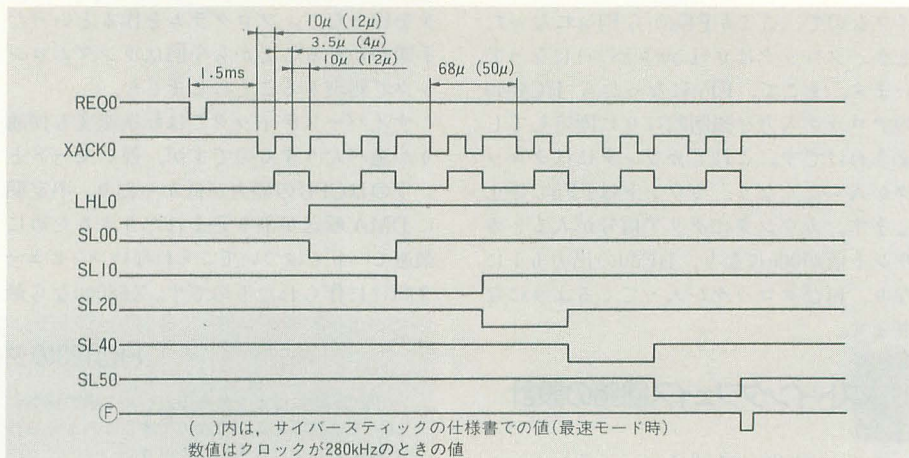 10μ (12μ)
3.5μ (4μ)
10μ (12μ)
1.5ms
68μ (50μ)
REQ0
XACK0
LHL0
SL00
SL10
SL20
SL40
SL50
Ⓕ
( )内は，サイバースティックの仕様書での値(最速モード時)
数値はクロックが280kHzのときの値